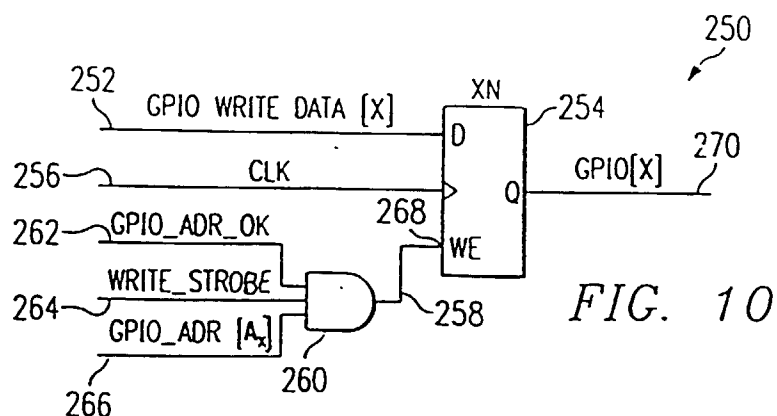 250
252
GPIO WRITE DATA [X]
XN
254
D
256
CLK
Q
GPIO[X]
270
262
GPIO_ADR_OK
268
WE
WRITE_STROBE
264
GPIO_ADR [Ax]
258
260
266
FIG. 10